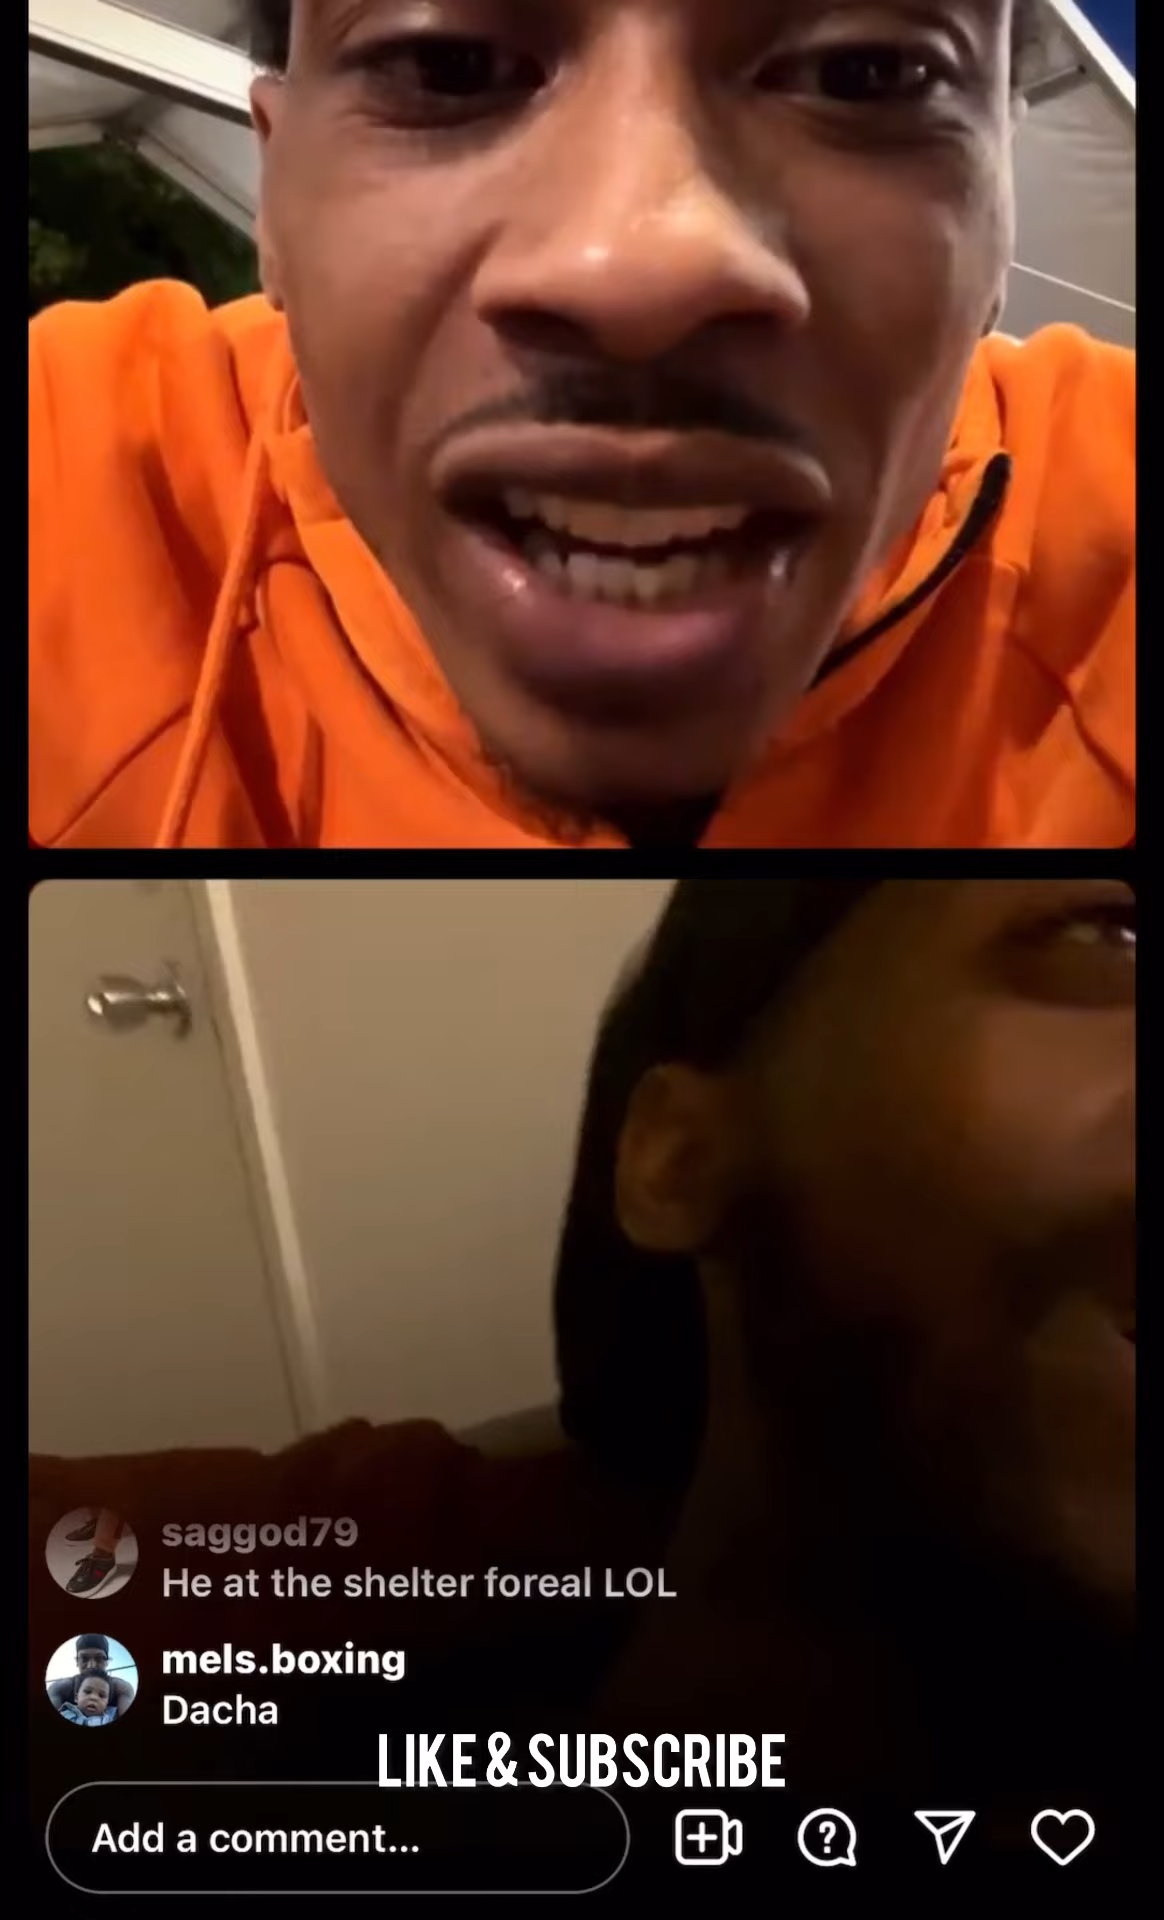 saggod79
He at the shelter foreal LOL
mels.boxing
Dacha
LIKE & SUBSCRIBE
Add a comment...